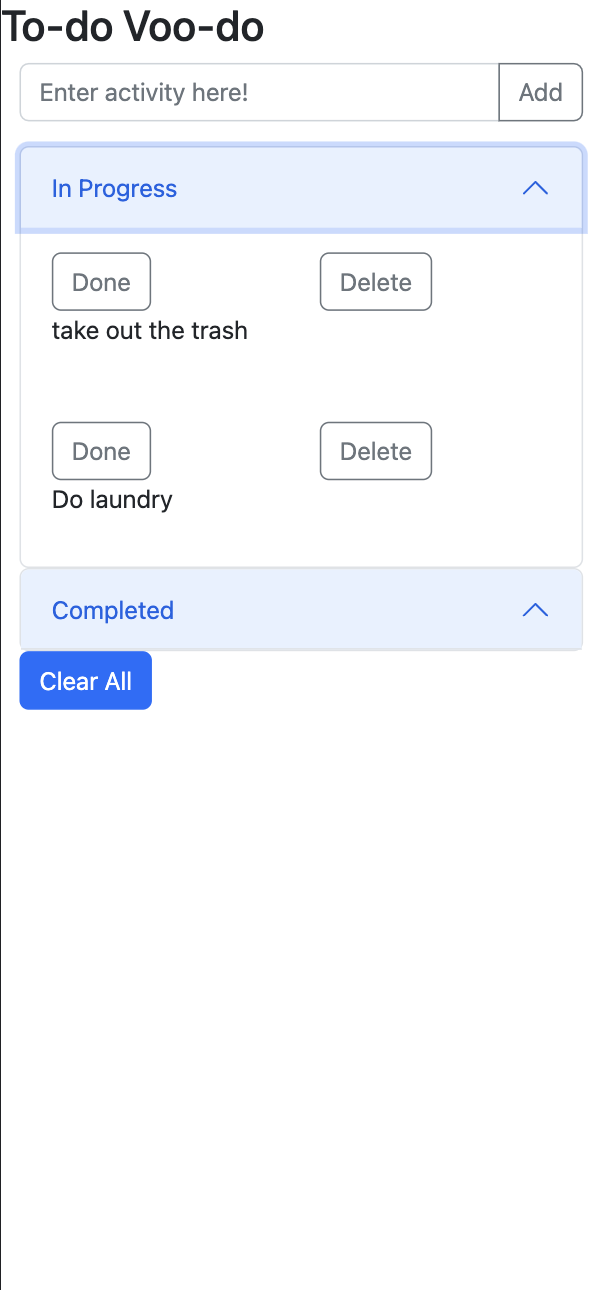 To-do Voo-do
Enter activity here! Add
In Progress
Done Delete
take out the trash
Done Delete
Do laundry
Completed
Clear All